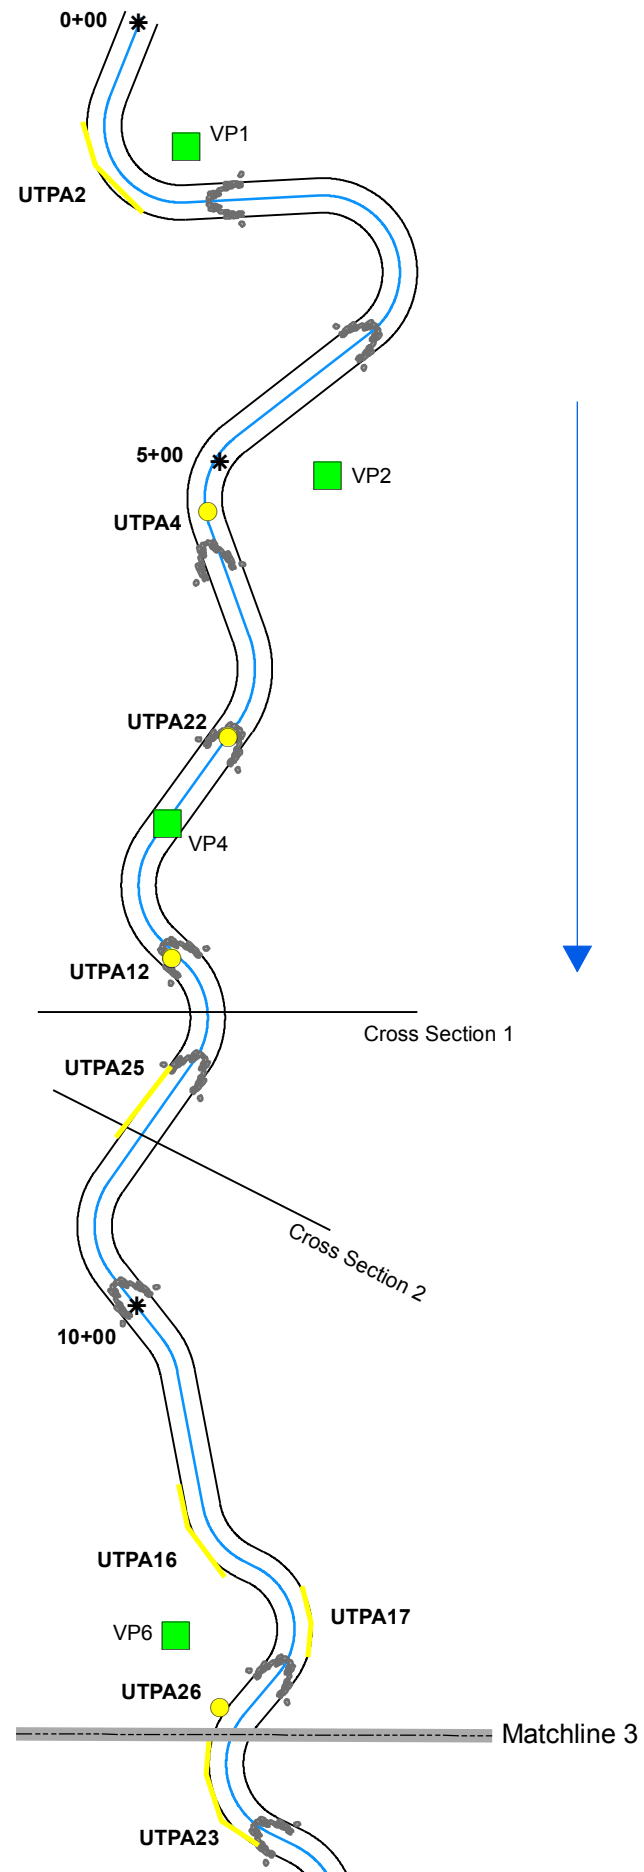 0+00
VP1
UTPA2
5+00
VP2
UTPA4
UTPA22
VP4
UTPA12
Cross Section 1
UTPA25
Cross Section 2
10+00
UTPA16
UTPA17
VP6
UTPA26
Matchline 3
UTPA23